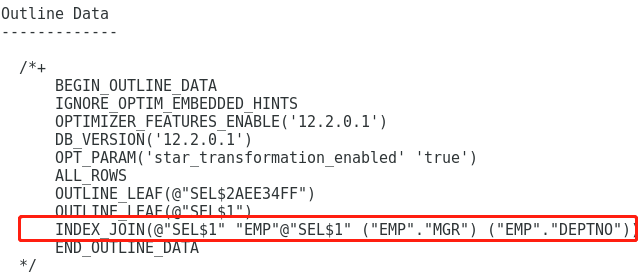 Outline Data
-------------
/*+
BEGIN_OUTLINE_DATA
IGNORE_OPTIM_EMBEDDED_HINTS
OPTIMIZER_FEATURES_ENABLE('12.2.0.1')
DB_VERSION('12.2.0.1')
OPT_PARAM('star_transformation_enabled' 'true')
ALL_ROWS
OUTLINE_LEAF(@"SEL$2AEE34FF")
OUTLINE_LEAF(@"SEL$1")
INDEX_JOIN(@"SEL$1" "EMP"@"SEL$1" ("EMP"."MGR") ("EMP"."DEPTNO"))
END_OUTLINE_DATA
*/